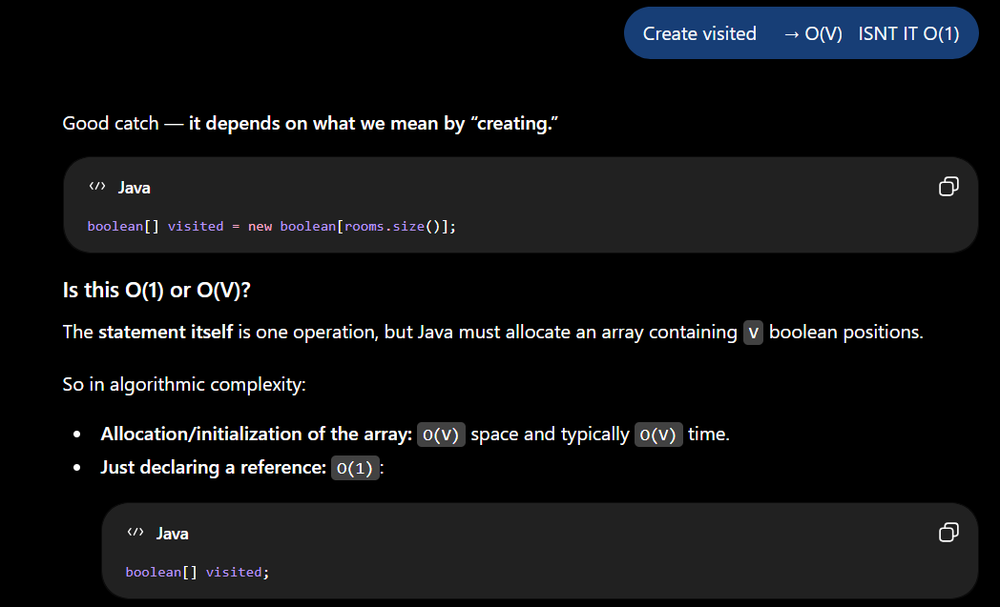 Create visited → O(V) ISNT IT O(1)
Good catch — it depends on what we mean by “creating.”
Java
boolean[] visited = new boolean[rooms.size()];
Is this O(1) or O(V)?
The statement itself is one operation, but Java must allocate an array containing V boolean positions.
So in algorithmic complexity:
• Allocation/initialization of the array: O(V) space and typically O(V) time.
• Just declaring a reference: O(1):
Java
boolean[] visited;